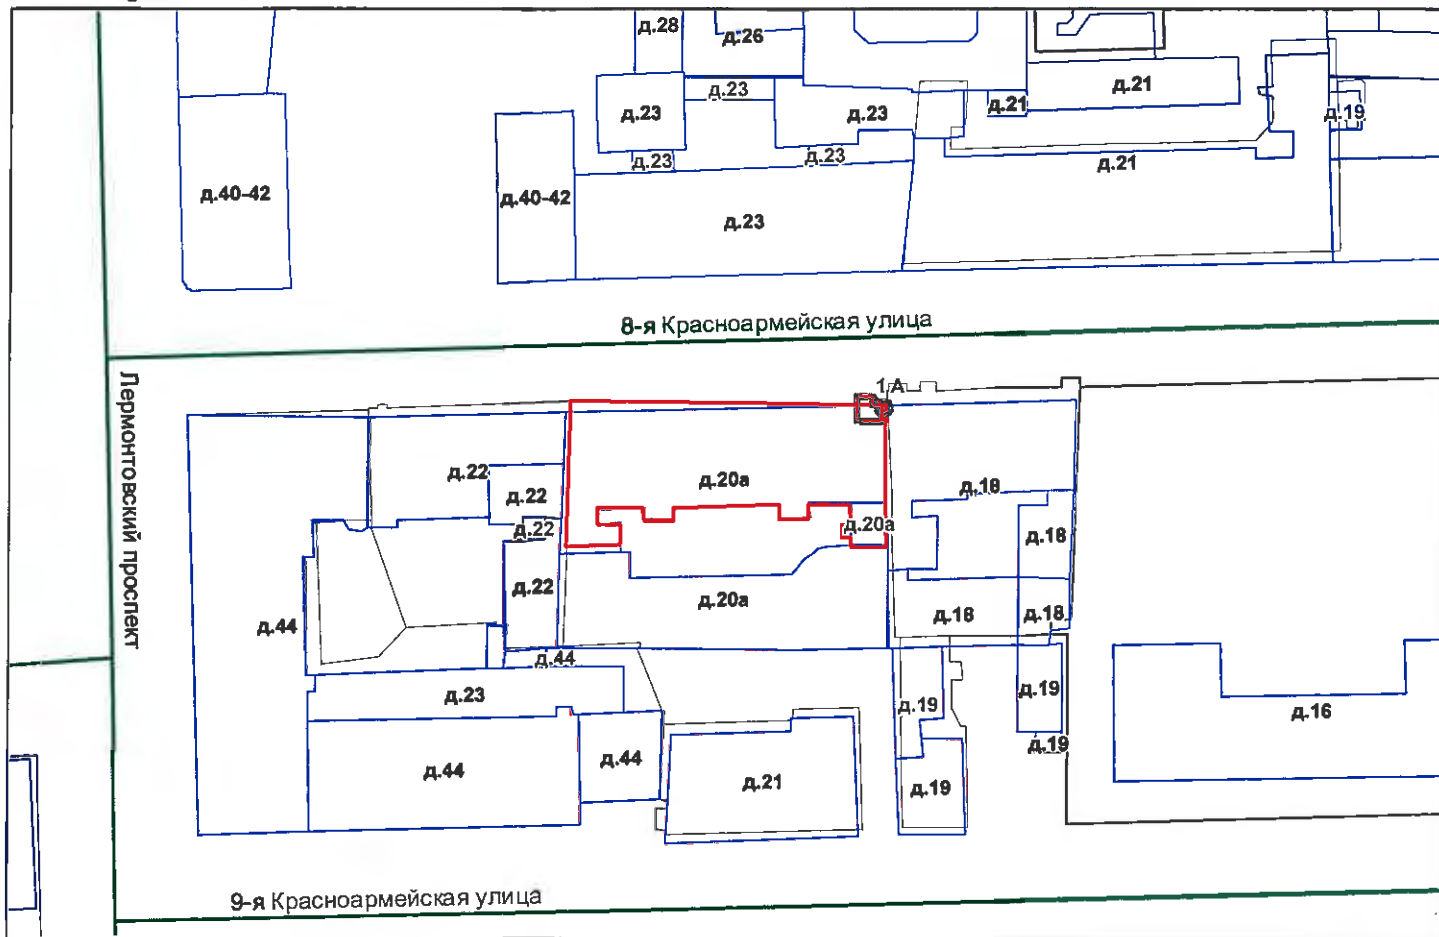 д.28
д.26
д.23
д.23
д.23
д.21
д.21
д.19
д.23
д.23
д.21
д.40-42
д.40-42
д.23
8-я Красноармейская улица
Лермонтовский проспект
1 А
д.22
д.22
д.22
д.22
д.20а
д.20а
д.20а
д.18
д.18
д.18
д.18
д.44
д.44
д.23
д.44
д.44
д.21
д.19
д.19
д.19
д.19
д.16
9-я Красноармейская улица